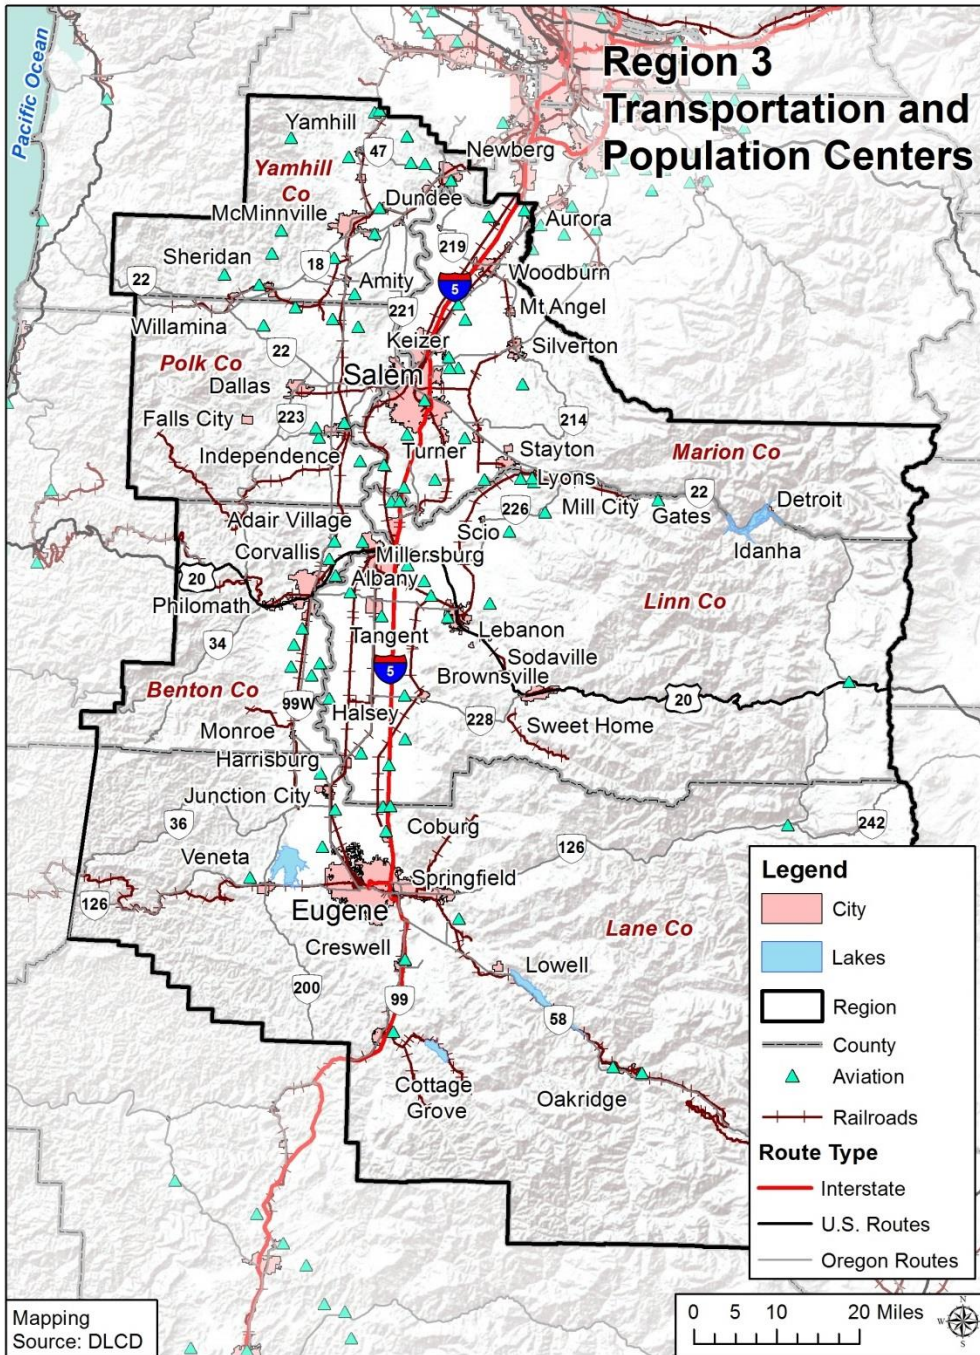 Region 3
Transportation and
Population Centers
Pacific Ocean
Yamhill
47
Newberg
Yamhill
Co
Dundee
McMinnville
Aurora
219
Sheridan
18
Woodburn
22
Amity
5
221
Mt Angel
Willamina
Keizer
Silverton
22
Polk Co
Salem
Dallas
Falls City
223
214
Independence
Turner
Stayton
Marion Co
Lyons
22
Detroit
226
Mill City
Gates
Adair Village
Scio
Idanha
Corvallis
Millersburg
20
Albany
Philomath
Linn Co
34
Tangent
Lebanon
5
Sodaville
Benton Co
Brownsville
99W
Halsey
20
228
Sweet Home
Monroe
Harrisburg
Junction City
36
Coburg
242
126
Veneta
Springfield
126
Eugene
Lane Co
Creswell
Lowell
200
99
58
Cottage
Grove
Oakridge
Legend
City
Lakes
Region
County
Aviation
Railroads
Route Type
Interstate
U.S. Routes
Oregon Routes
Mapping
Source: DLCD
0 5 10 20 Miles
N
W E
S